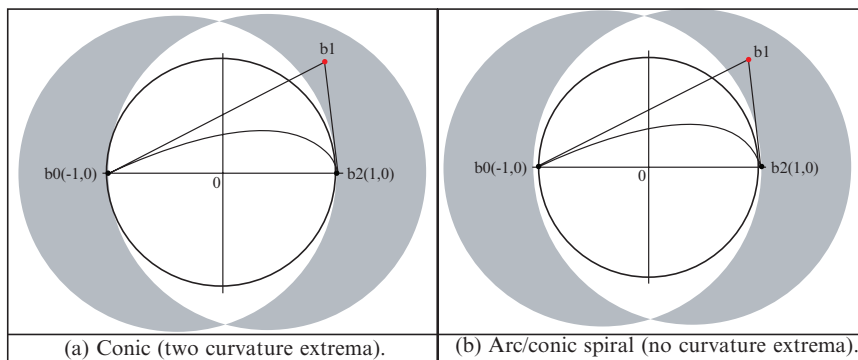 b1
b0(-1,0)
0
b2(1,0)
(a) Conic (two curvature extrema).
b1
b0(-1,0)
0
b2(1,0)
(b) Arc/conic spiral (no curvature extrema).